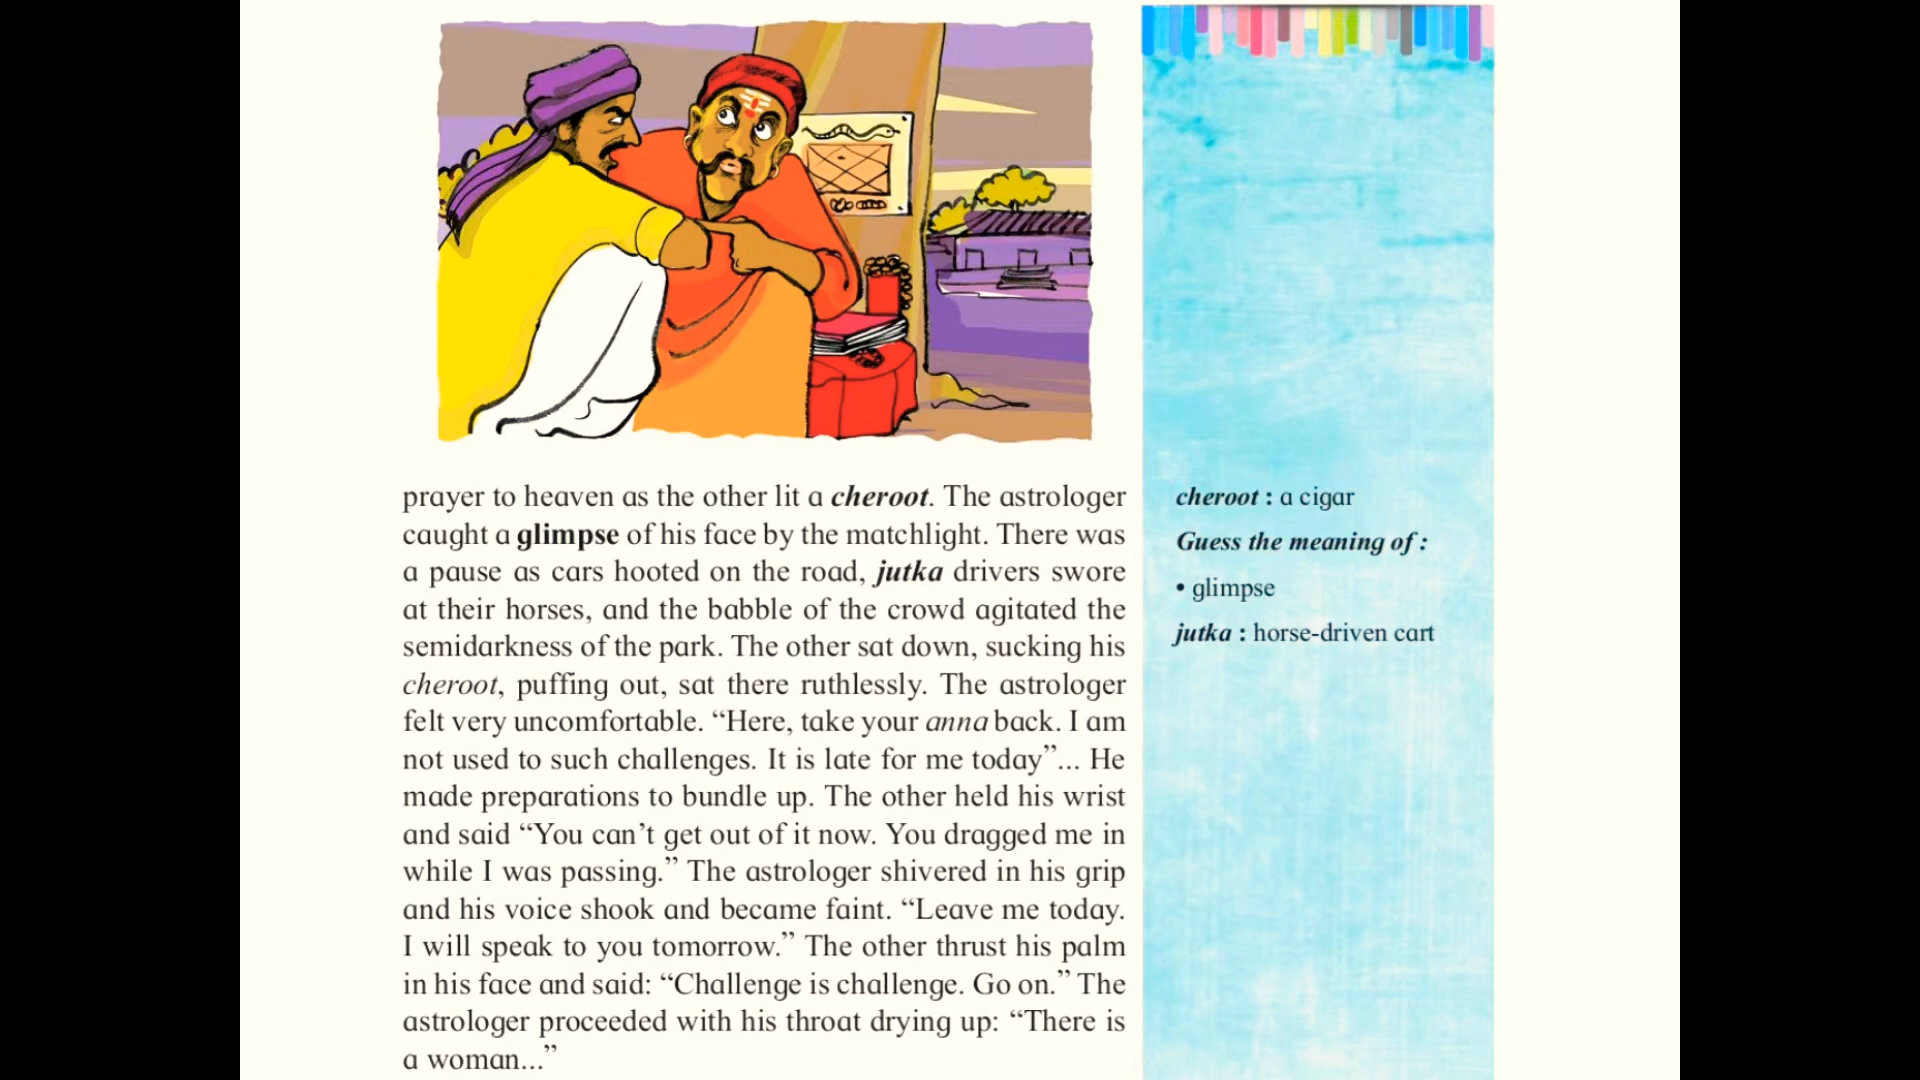 prayer to heaven as the other lit a cheroot. The astrologer
caught a glimpse of his face by the matchlight. There was
a pause as cars hooted on the road, jutka drivers swore
at their horses, and the babble of the crowd agitated the
semidarkness of the park. The other sat down, sucking his
cheroot, puffing out, sat there ruthlessly. The astrologer
felt very uncomfortable. “Here, take your anna back. I am
not used to such challenges. It is late for me today”... He
made preparations to bundle up. The other held his wrist
and said “You can’t get out of it now. You dragged me in
while I was passing.” The astrologer shivered in his grip
and his voice shook and became faint. “Leave me today.
I will speak to you tomorrow.” The other thrust his palm
in his face and said: “Challenge is challenge. Go on.” The
astrologer proceeded with his throat drying up: “There is
a woman...”
cheroot : a cigar
Guess the meaning of :
• glimpse
jutka : horse-driven cart